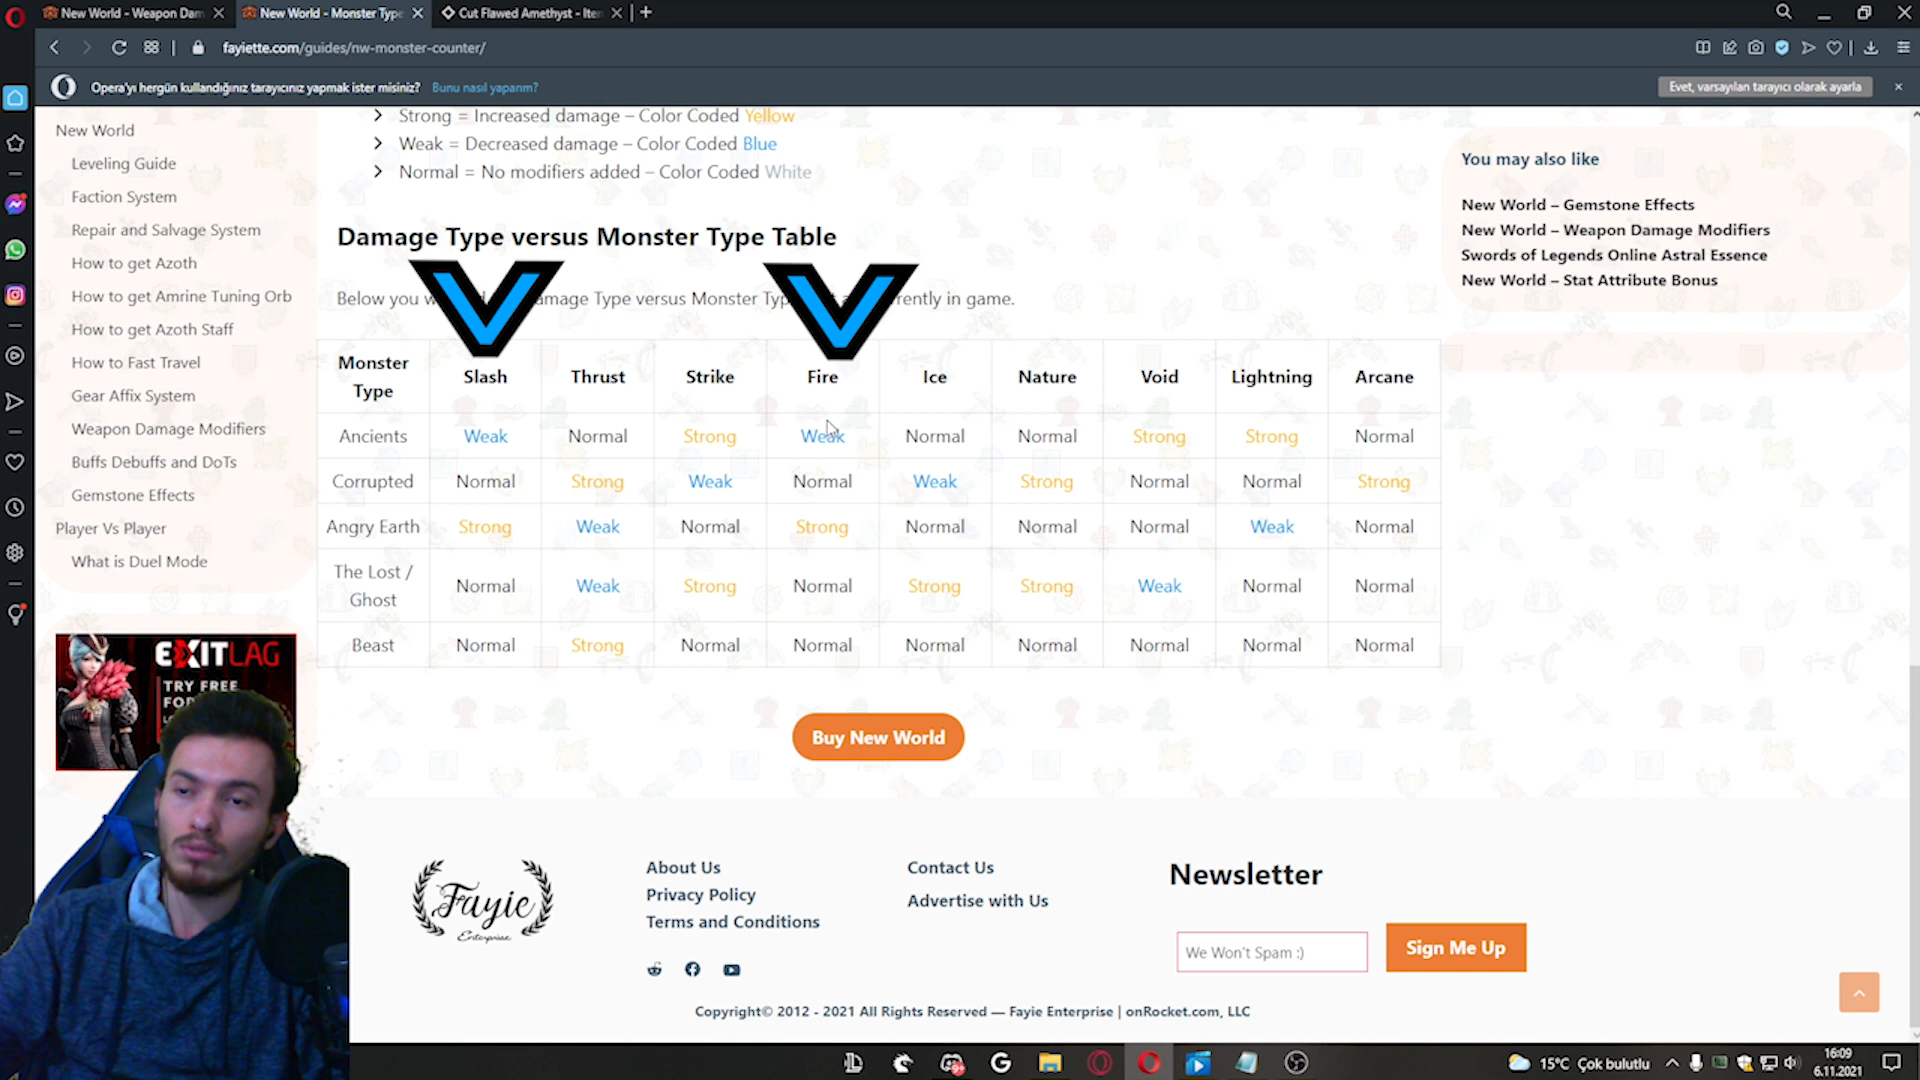 New World - Weapon Dam
New World - Monster Type
Cut Flawed Amethyst - Iter
fayiette.com/guides/nw-monster-counter/
Opera'yı hergün kullandığınız tarayıcınız yapmak ister misiniz? Bunu nasıl yaparım?
Evet, varsayılan tarayıcı olarak ayarla
New World
Leveling Guide
Faction System
Repair and Salvage System
How to get Azoth
How to get Amrine Tuning Orb
How to get Azoth Staff
How to Fast Travel
Gear Affix System
Weapon Damage Modifiers
Buffs Debuffs and DoTs
Gemstone Effects
Player Vs Player
What is Duel Mode
EXITLAG
TRY FREE
Strong = Increased damage – Color Coded Yellow
Weak = Decreased damage – Color Coded Blue
Normal = No modifiers added – Color Coded White
Damage Type versus Monster Type Table
Below you amage Type versus Monster Typ rently in game.
Monster Type Slash Thrust Strike Fire Ice Nature Void Lightning Arcane
Ancients Weak Normal Strong Weak Normal Normal Strong Strong Normal
Corrupted Normal Strong Weak Normal Weak Strong Normal Normal Strong
Angry Earth Strong Weak Normal Strong Normal Normal Normal Weak Normal
The Lost / Ghost Normal Weak Strong Normal Strong Strong Weak Normal Normal
Beast Normal Strong Normal Normal Normal Normal Normal Normal Normal
Buy New World
You may also like
New World – Gemstone Effects
New World – Weapon Damage Modifiers
Swords of Legends Online Astral Essence
New World – Stat Attribute Bonus
Fayie
Enterprise
About Us
Privacy Policy
Terms and Conditions
Contact Us
Advertise with Us
Newsletter
We Won't Spam :)
Sign Me Up
Copyright© 2012 - 2021 All Rights Reserved — Fayie Enterprise | onRocket.com, LLC
15°C Çok bulutlu
16:09
6.11.2021